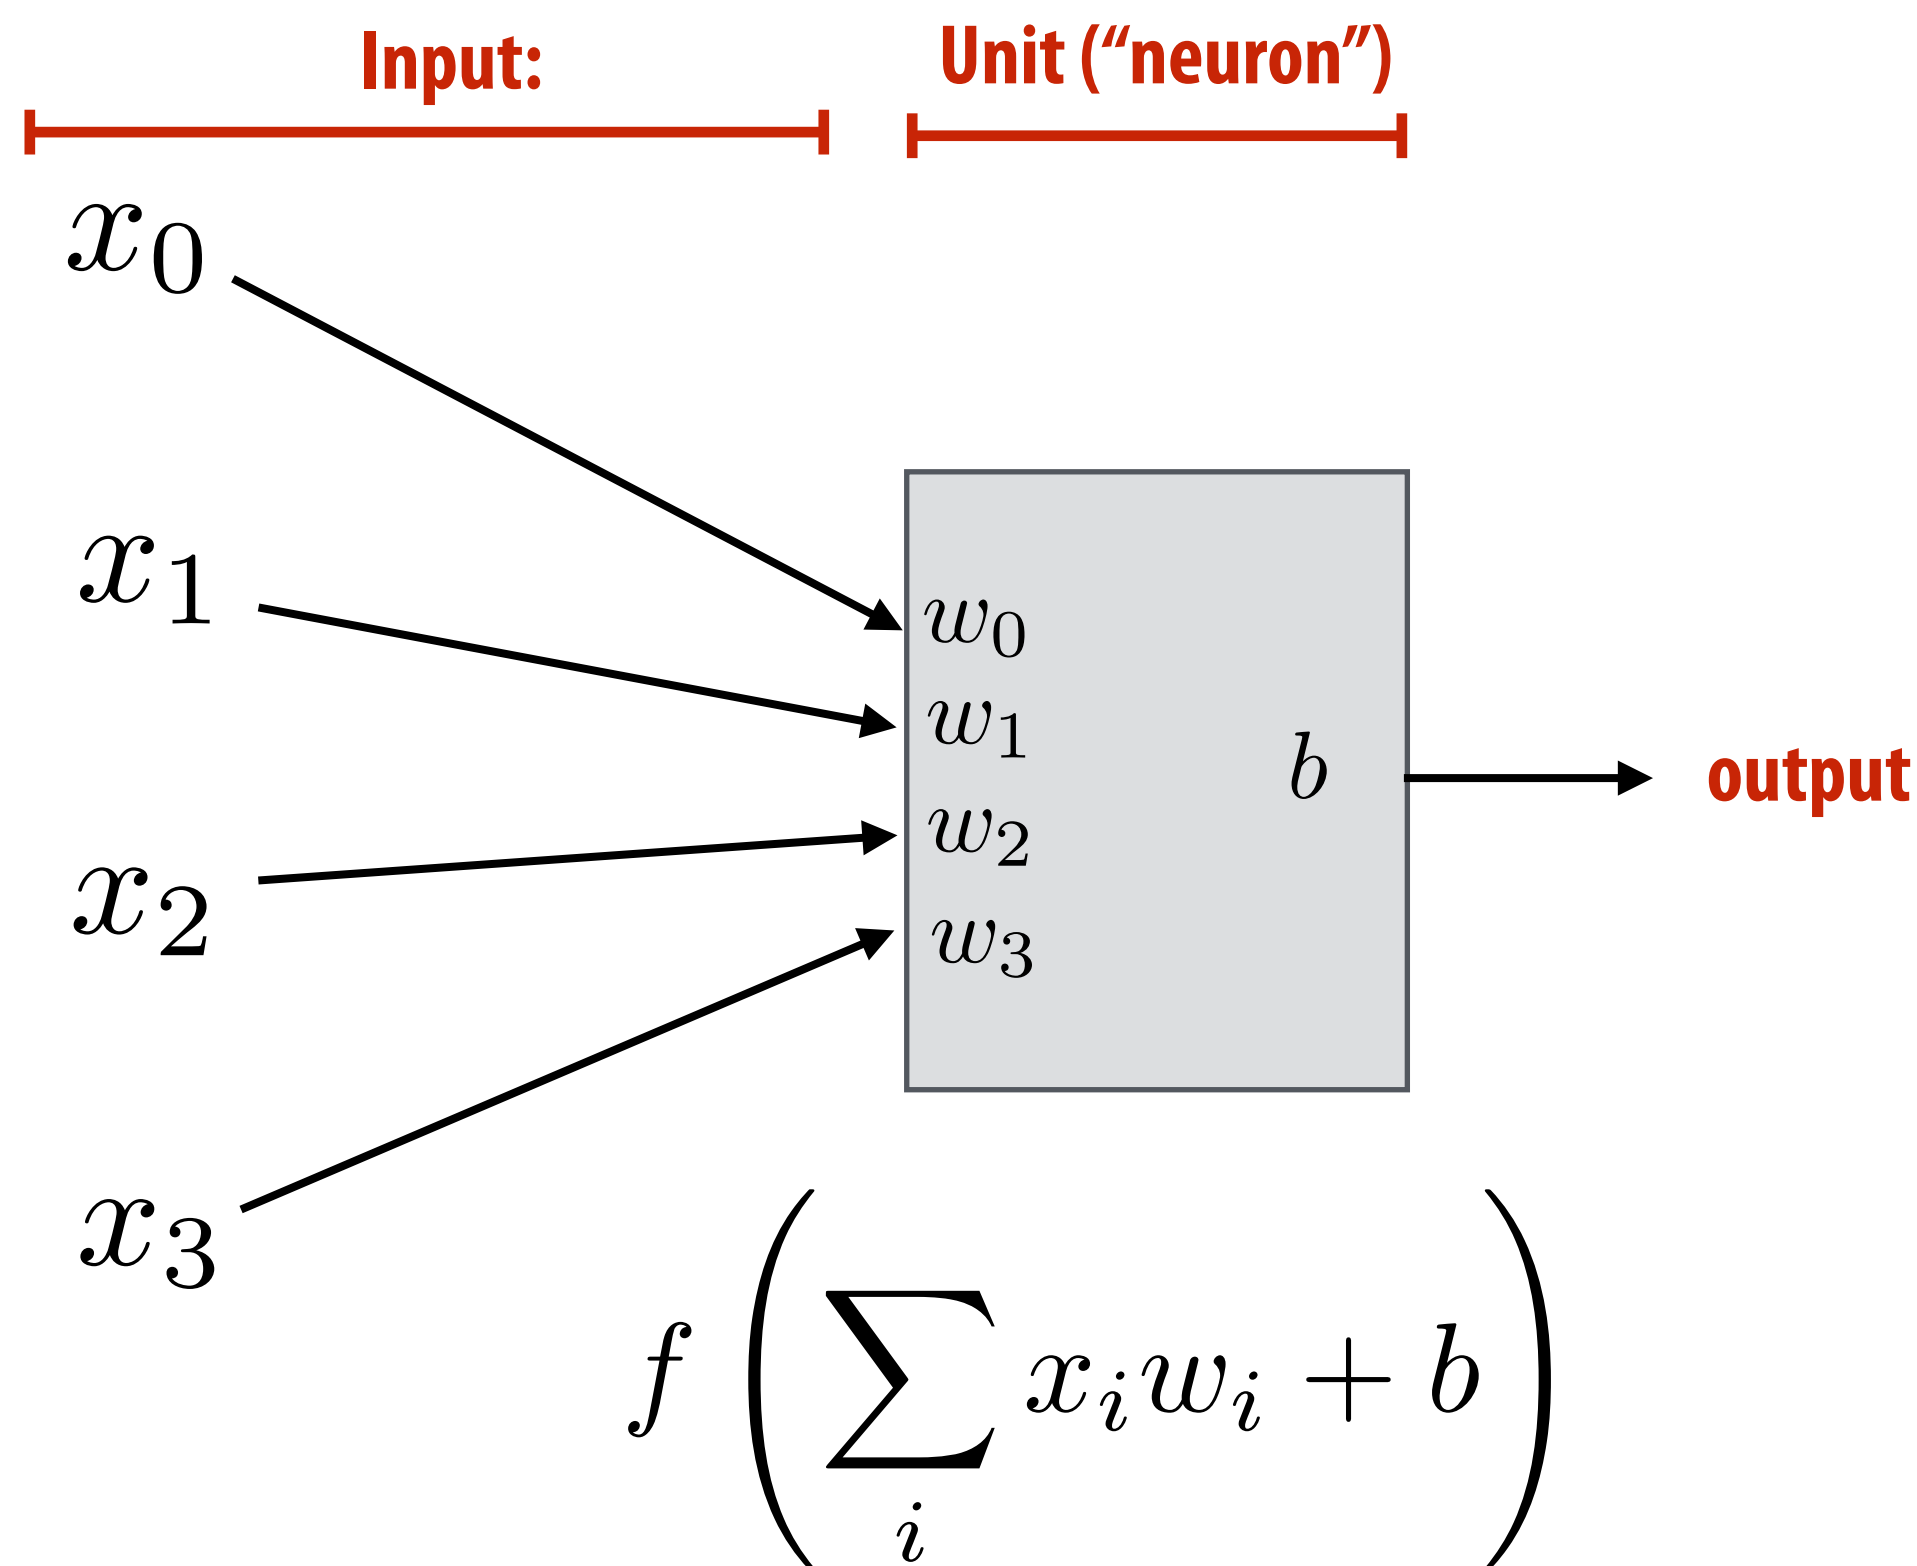 Input:
Unit (“neuron”)
x₀
x₁
x₂
x₃
w₀
w₁
w₂
w₃
b
output
f(∑ᵢ xᵢwᵢ + b)